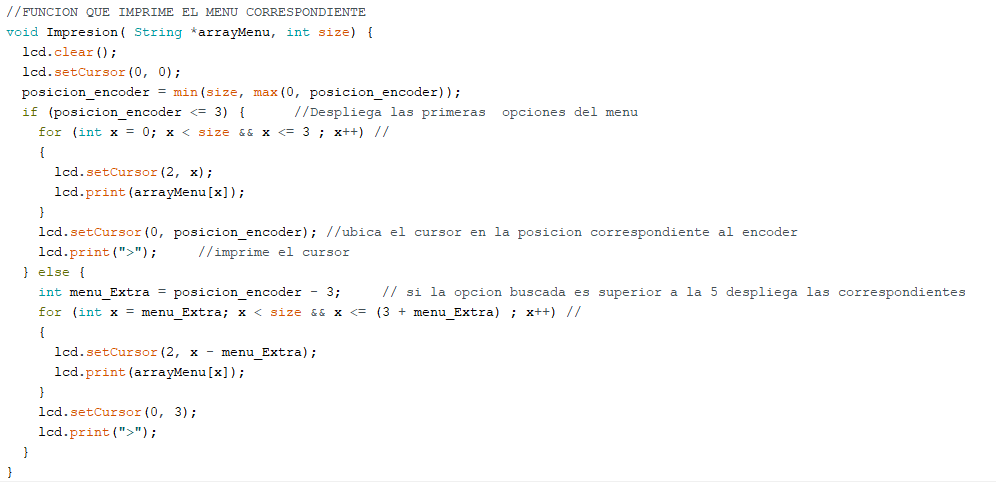 //FUNCION QUE IMPRIME EL MENU CORRESPONDIENTE
void Impresion( String *arrayMenu, int size) {
  lcd.clear();
  lcd.setCursor(0, 0);
  posicion_encoder = min(size, max(0, posicion_encoder));
  if (posicion_encoder <= 3) {      //Despliega las primeras  opciones del menu
    for (int x = 0; x < size && x <= 3 ; x++) //
    {
      lcd.setCursor(2, x);
      lcd.print(arrayMenu[x]);
    }
    lcd.setCursor(0, posicion_encoder); //ubica el cursor en la posicion correspondiente al encoder
    lcd.print(">");     //imprime el cursor
  } else {
    int menu_Extra = posicion_encoder - 3;     // si la opcion buscada es superior a la 5 despliega las correspondientes
    for (int x = menu_Extra; x < size && x <= (3 + menu_Extra) ; x++) //
    {
      lcd.setCursor(2, x - menu_Extra);
      lcd.print(arrayMenu[x]);
    }
    lcd.setCursor(0, 3);
    lcd.print(">");
  }
}